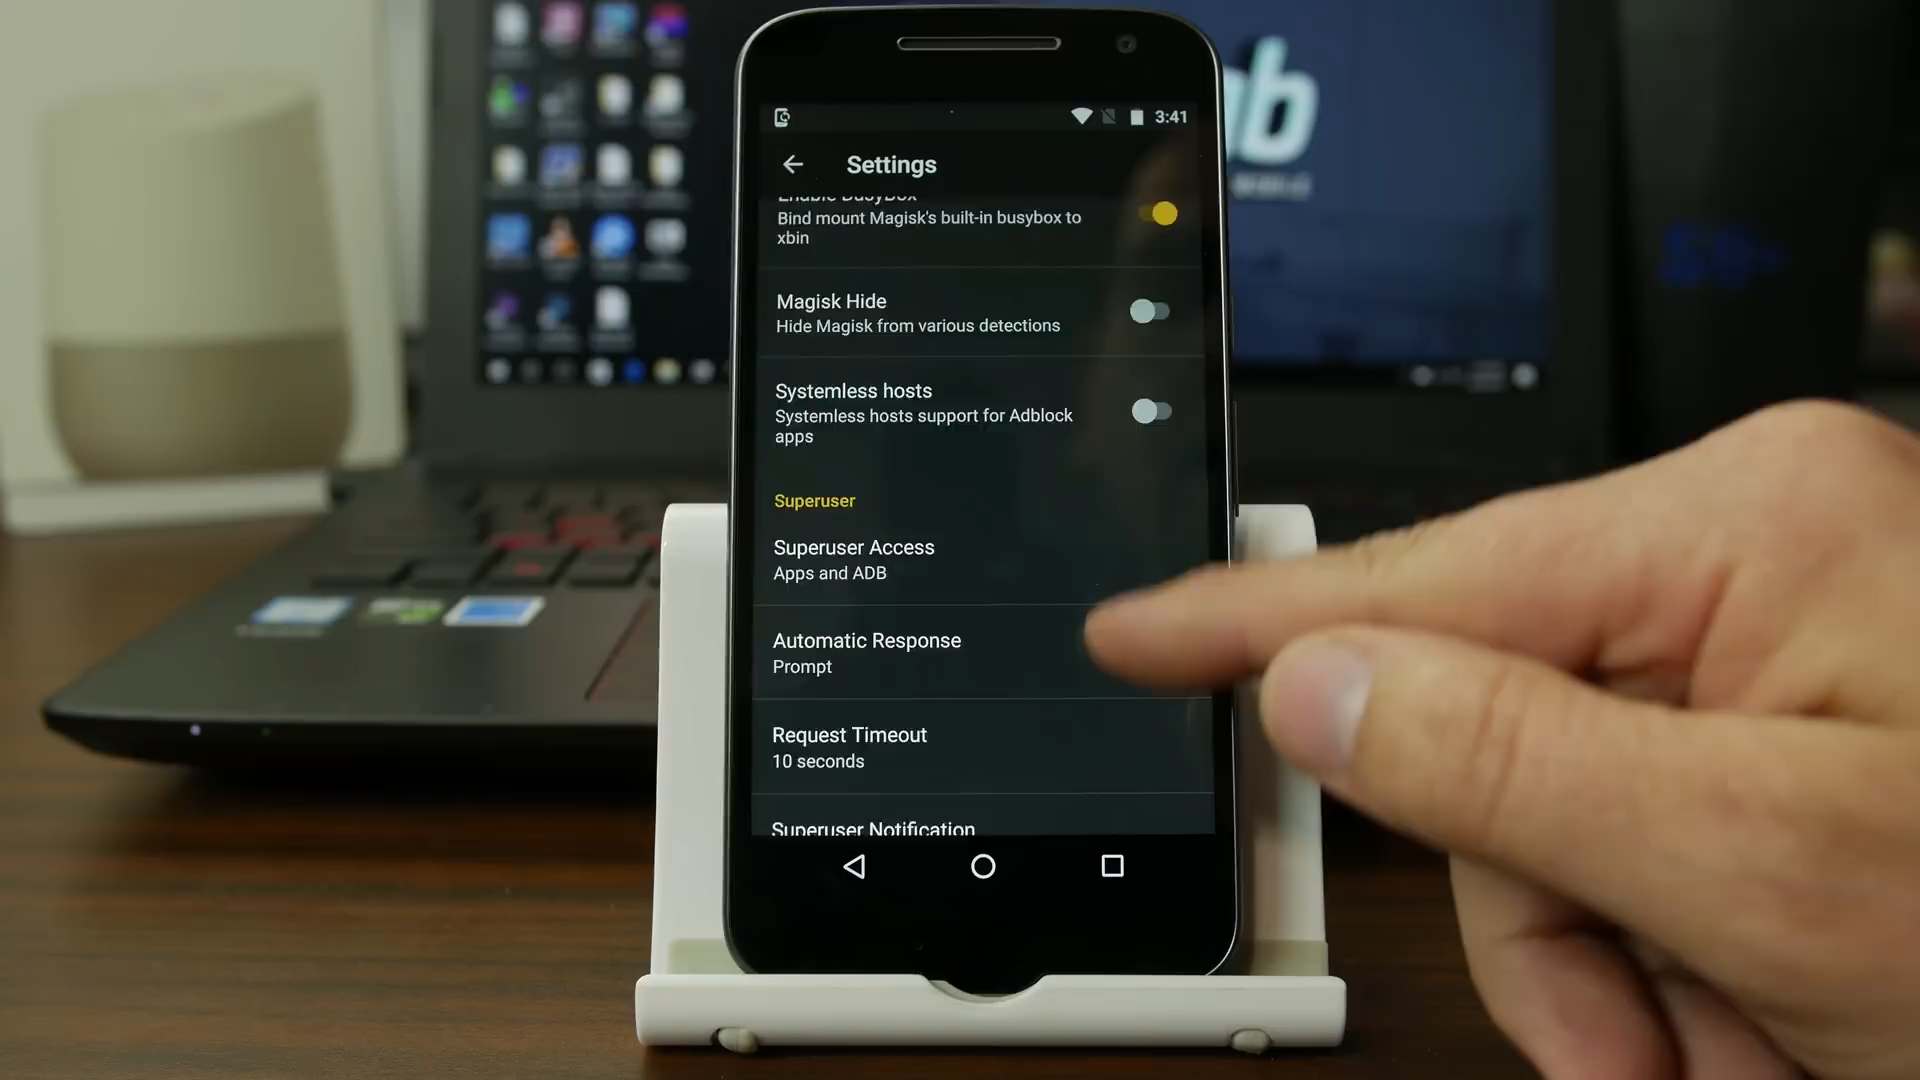 3:41
Settings
Enable BusyBox
Bind mount Magisk's built-in busybox to
xbin
Magisk Hide
Hide Magisk from various detections
Systemless hosts
Systemless hosts support for Adblock
apps
Superuser
Superuser Access
Apps and ADB
Automatic Response
Prompt
Request Timeout
10 seconds
Superuser Notification